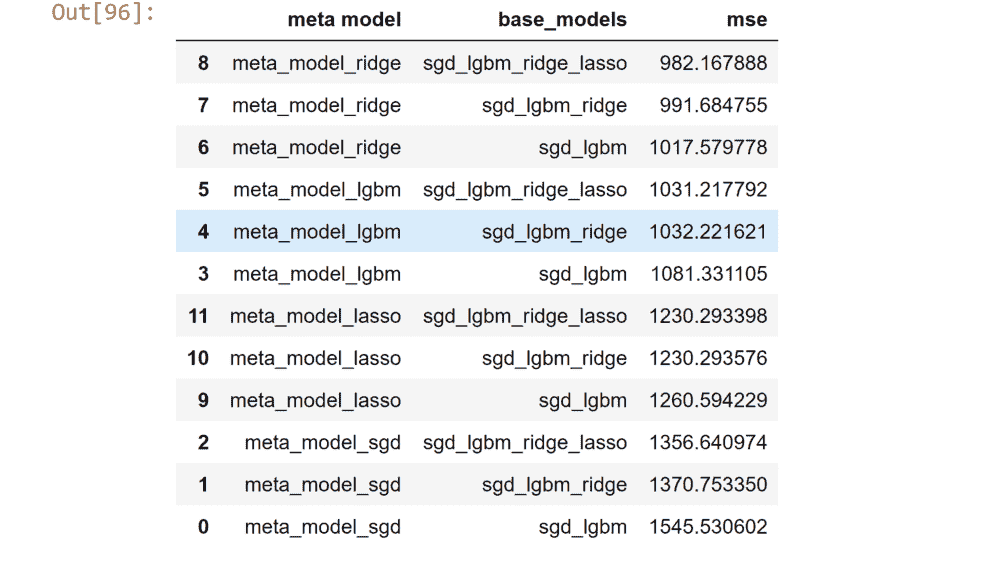 Out[96]:
meta model base_models mse
8 meta_model_ridge sgd_lgbm_ridge_lasso 982.167888
7 meta_model_ridge sgd_lgbm_ridge 991.684755
6 meta_model_ridge sgd_lgbm 1017.579778
5 meta_model_lgbm sgd_lgbm_ridge_lasso 1031.217792
4 meta_model_lgbm sgd_lgbm_ridge 1032.221621
3 meta_model_lgbm sgd_lgbm 1081.331105
11 meta_model_lasso sgd_lgbm_ridge_lasso 1230.293398
10 meta_model_lasso sgd_lgbm_ridge 1230.293576
9 meta_model_lasso sgd_lgbm 1260.594229
2 meta_model_sgd sgd_lgbm_ridge_lasso 1356.640974
1 meta_model_sgd sgd_lgbm_ridge 1370.753350
0 meta_model_sgd sgd_lgbm 1545.530602